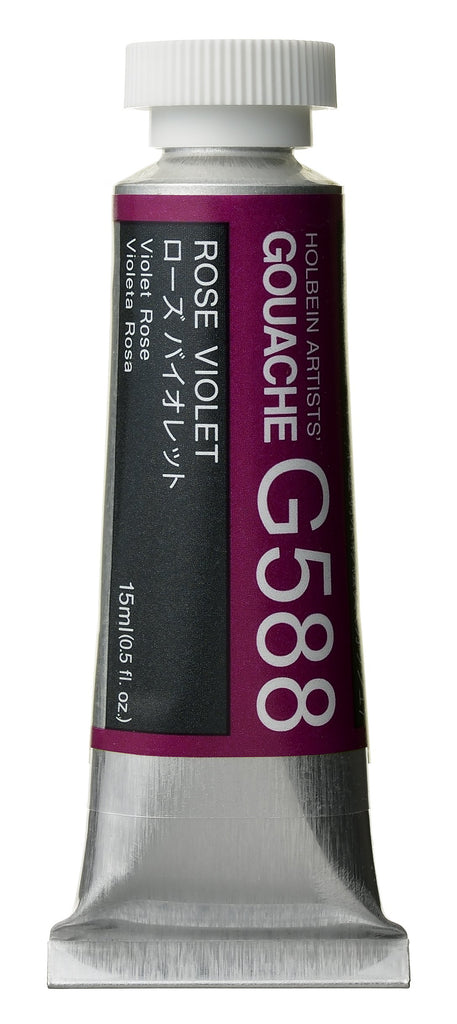 HOLBEIN ARTISTS'
GOUACHE G588
ROSE VIOLET
ローズ バイオレット
Violet Rose
Violeta Rosa
15ml(0.5 fl. oz.)